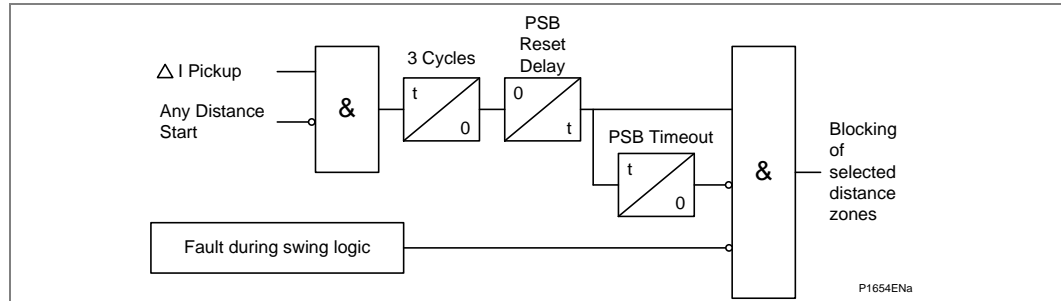 PSB
Reset
Delay
3 Cycles
△ I Pickup
t
0
0
t
Any Distance
Start
&
PSB Timeout
t
0
&
Blocking
of
selected
distance
zones
Fault during swing logic
P1654ENa